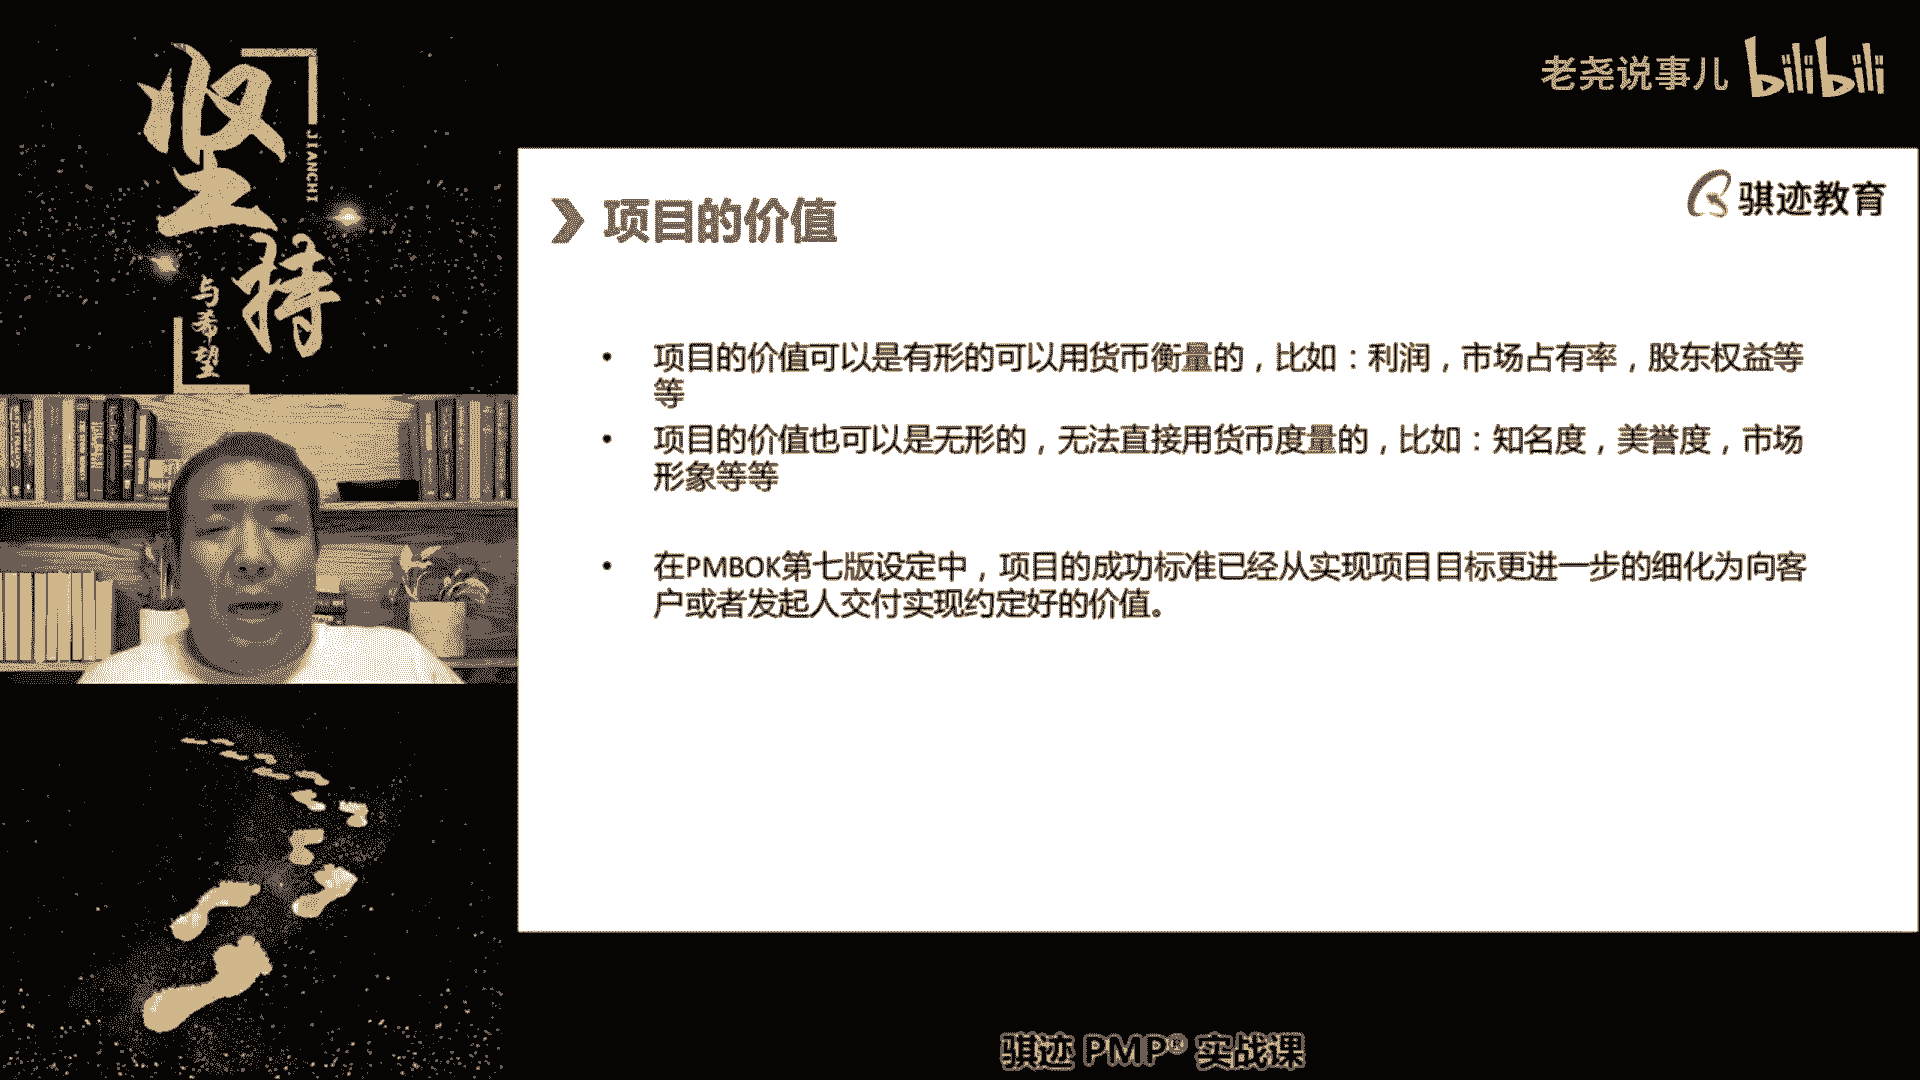 坚持
JIANCHI
与希望
老尧说事儿 bilibili
骐迹教育
项目的价值
• 项目的价值可以是有形的可以用货币衡量的，比如：利润，市场占有率，股东权益等
等
• 项目的价值也可以是无形的，无法直接用货币度量的，比如：知名度，美誉度，市场
形象等等
• 在PMBOK第七版设定中，项目的成功标准已经从实现项目目标更进一步的细化为向客
户或者发起人交付实现约定好的价值。
骐迹 PMP® 实战课